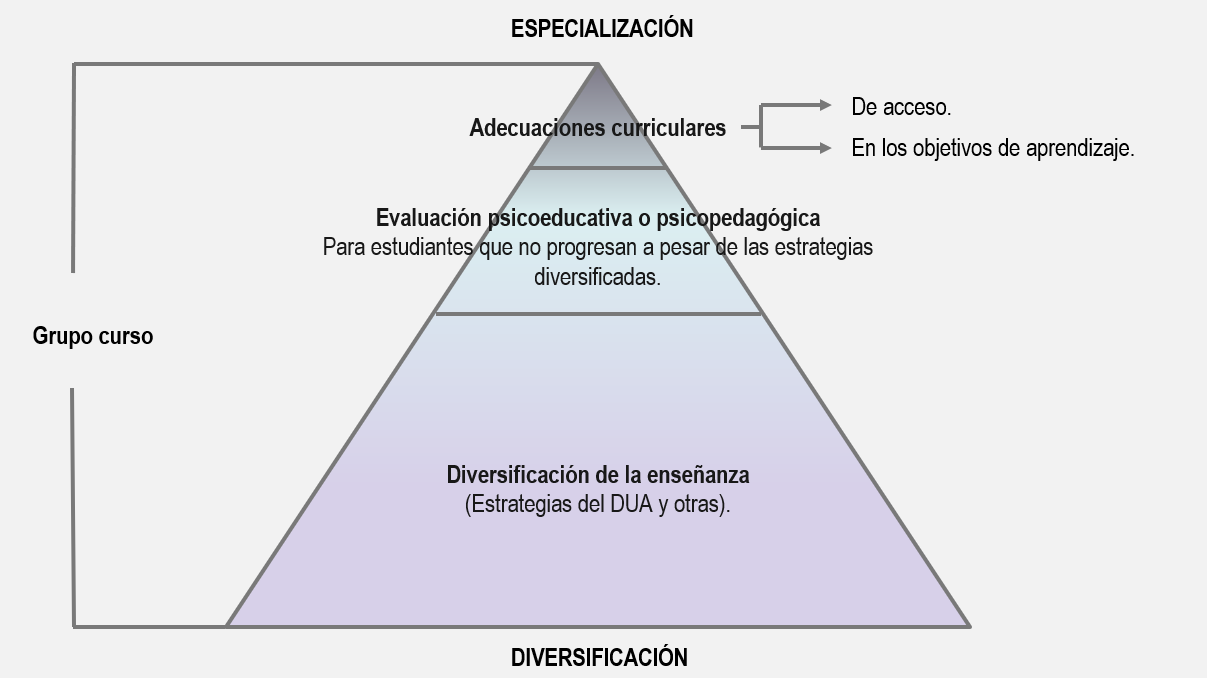 ESPECIALIZACIÓN
Adecuaciones curriculares
De acceso.
En los objetivos de aprendizaje.
Evaluación psicoeducativa o psicopedagógica
Para estudiantes que no progresan a pesar de las estrategias
diversificadas.
Grupo curso
Diversificación de la enseñanza
(Estrategias del DUA y otras).
DIVERSIFICACIÓN